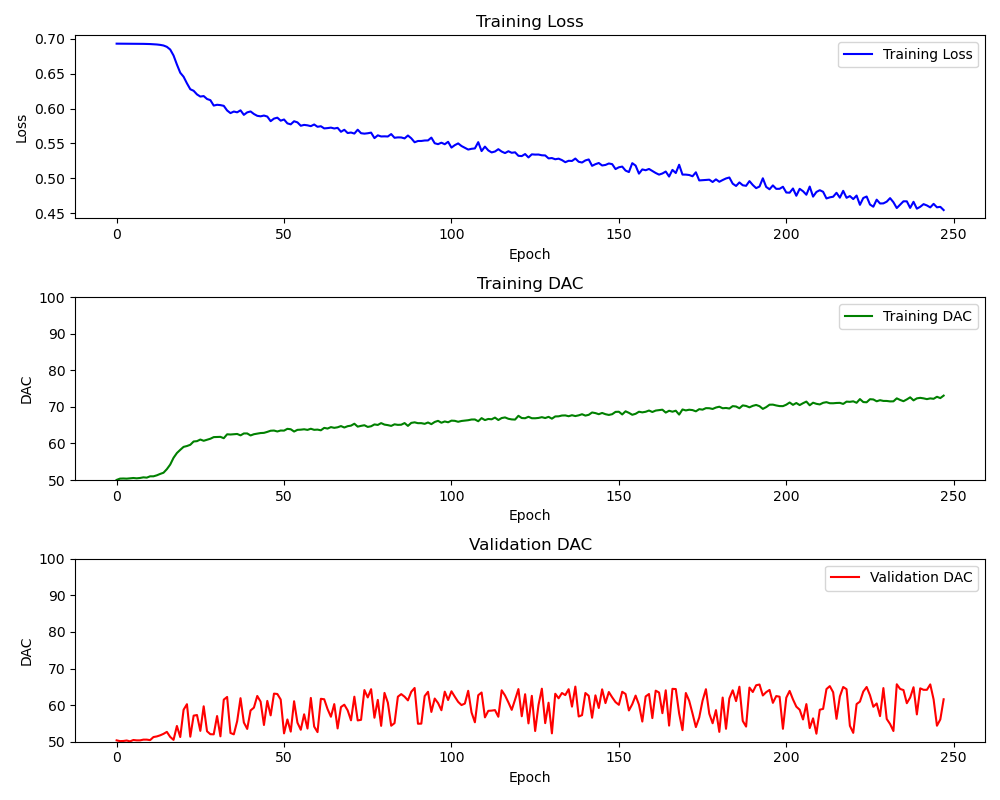 Training Loss
0.70
0.65
0.60
0.55
0.50
0.45
Loss
Training Loss
0 50 100 150 200 250
Epoch
Training DAC
100
90
80
70
60
50
DAC
Training DAC
0 50 100 150 200 250
Epoch
Validation DAC
100
90
80
70
60
50
DAC
Validation DAC
0 50 100 150 200 250
Epoch